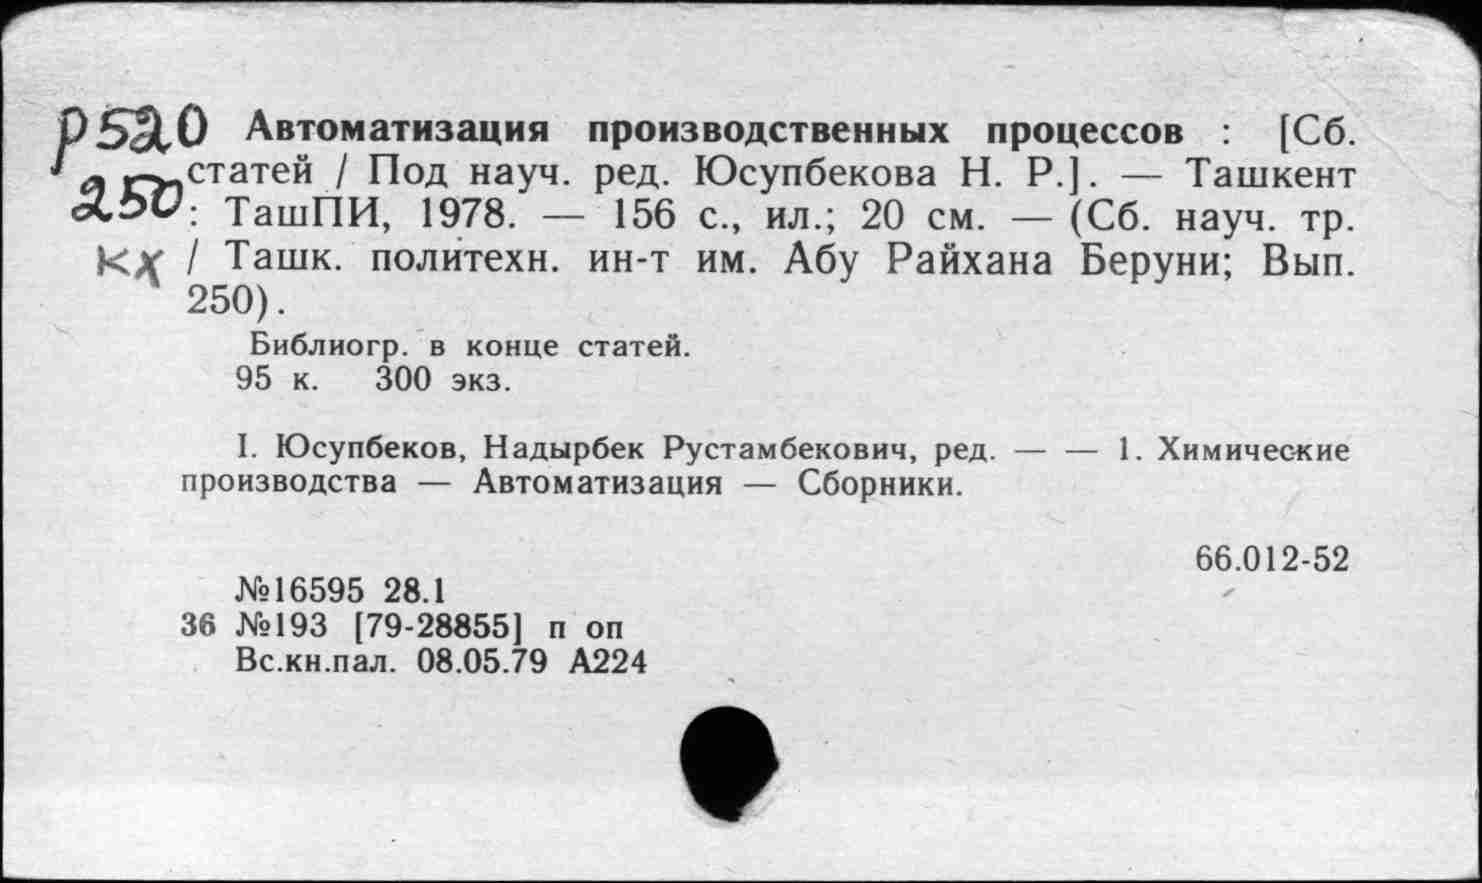 Р520 Автоматизация производственных процессов : [Сб.
250 статей / Под науч. ред. Юсупбекова Н. Р.]. — Ташкент
: ТашПИ, 1978. — 156 с., ил.; 20 см. — (Сб. науч. тр.
кх / Ташк. политехн. ин-т им. Абу Райхана Беруни; Вып.
250).
Библиогр. в конце статей.
95 к. 300 экз.
I. Юсупбеков, Надырбек Рустамбекович, ред. — — 1. Химические
производства — Автоматизация — Сборники.
66.012-52
№16595 28.1
36 №193 [79-28855] п оп
Вс.кн.пал. 08.05.79 А224